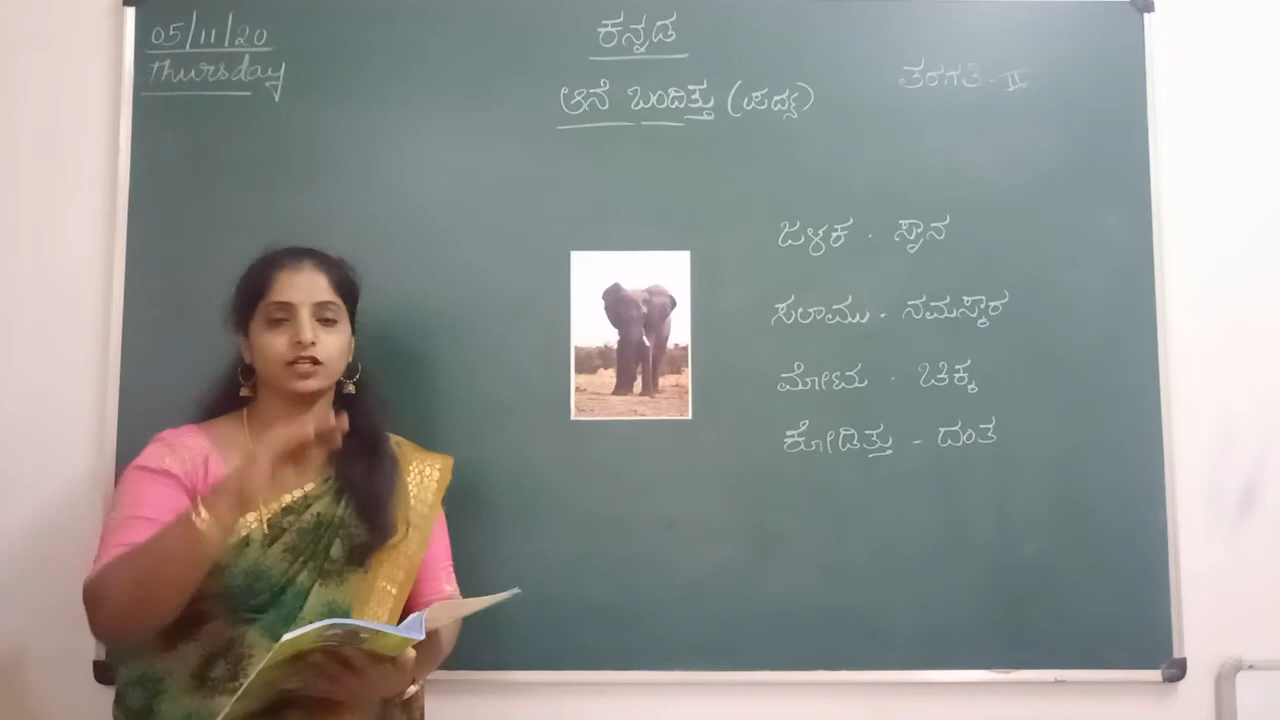 05/11/20
Thursday
ಕನ್ನಡ
ಆನೆ ಬಂದಿತ್ತು (ಪದ್ಯ)
ತರಗತಿ - II
ಜಳಕ - ಸ್ನಾನ
ಸಲಾಮು - ನಮಸ್ಕಾರ
ಮೋಟು - ಚಿಕ್ಕ
ಕೋಡಿತ್ತು - ದಂತ